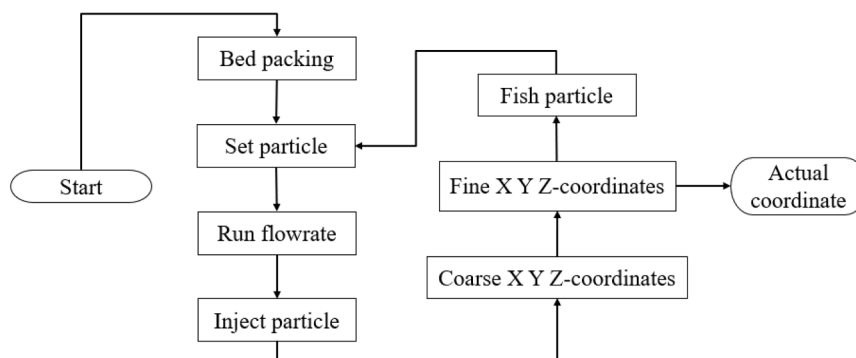 Start
Bed packing
Set particle
Run flowrate
Inject particle
Coarse X Y Z-coordinates
Fine X Y Z-coordinates
Fish particle
Actual
coordinate